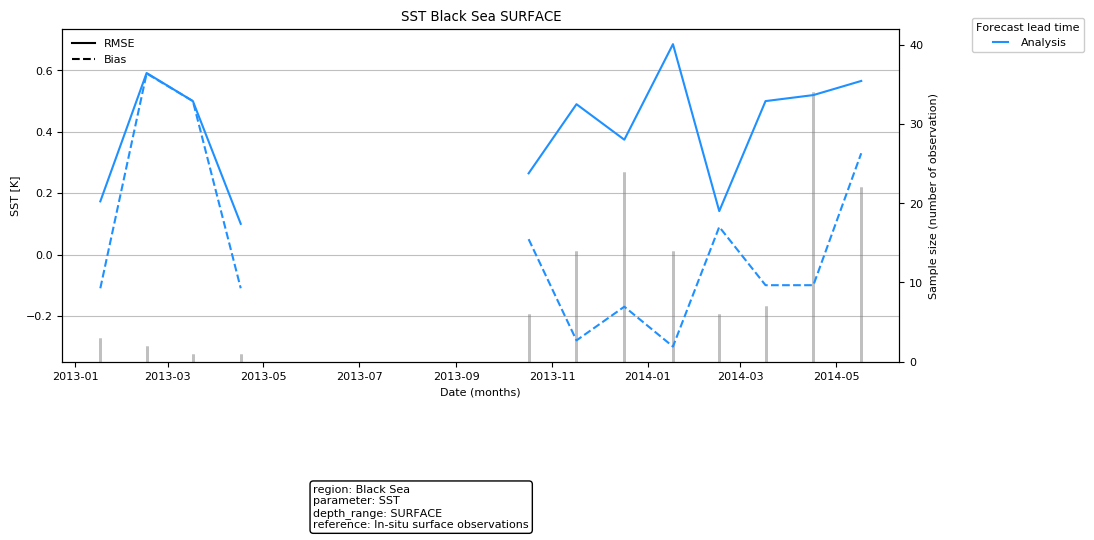 SST Black Sea SURFACE
RMSE
Bias
Forecast lead time
Analysis
SST [K]
0.6
0.4
0.2
0.0
−0.2
40
30
20
10
0
Sample size (number of observation)
2013-01 2013-03 2013-05 2013-07 2013-09 2013-11 2014-01 2014-03 2014-05
Date (months)
region: Black Sea
parameter: SST
depth_range: SURFACE
reference: In-situ surface observations